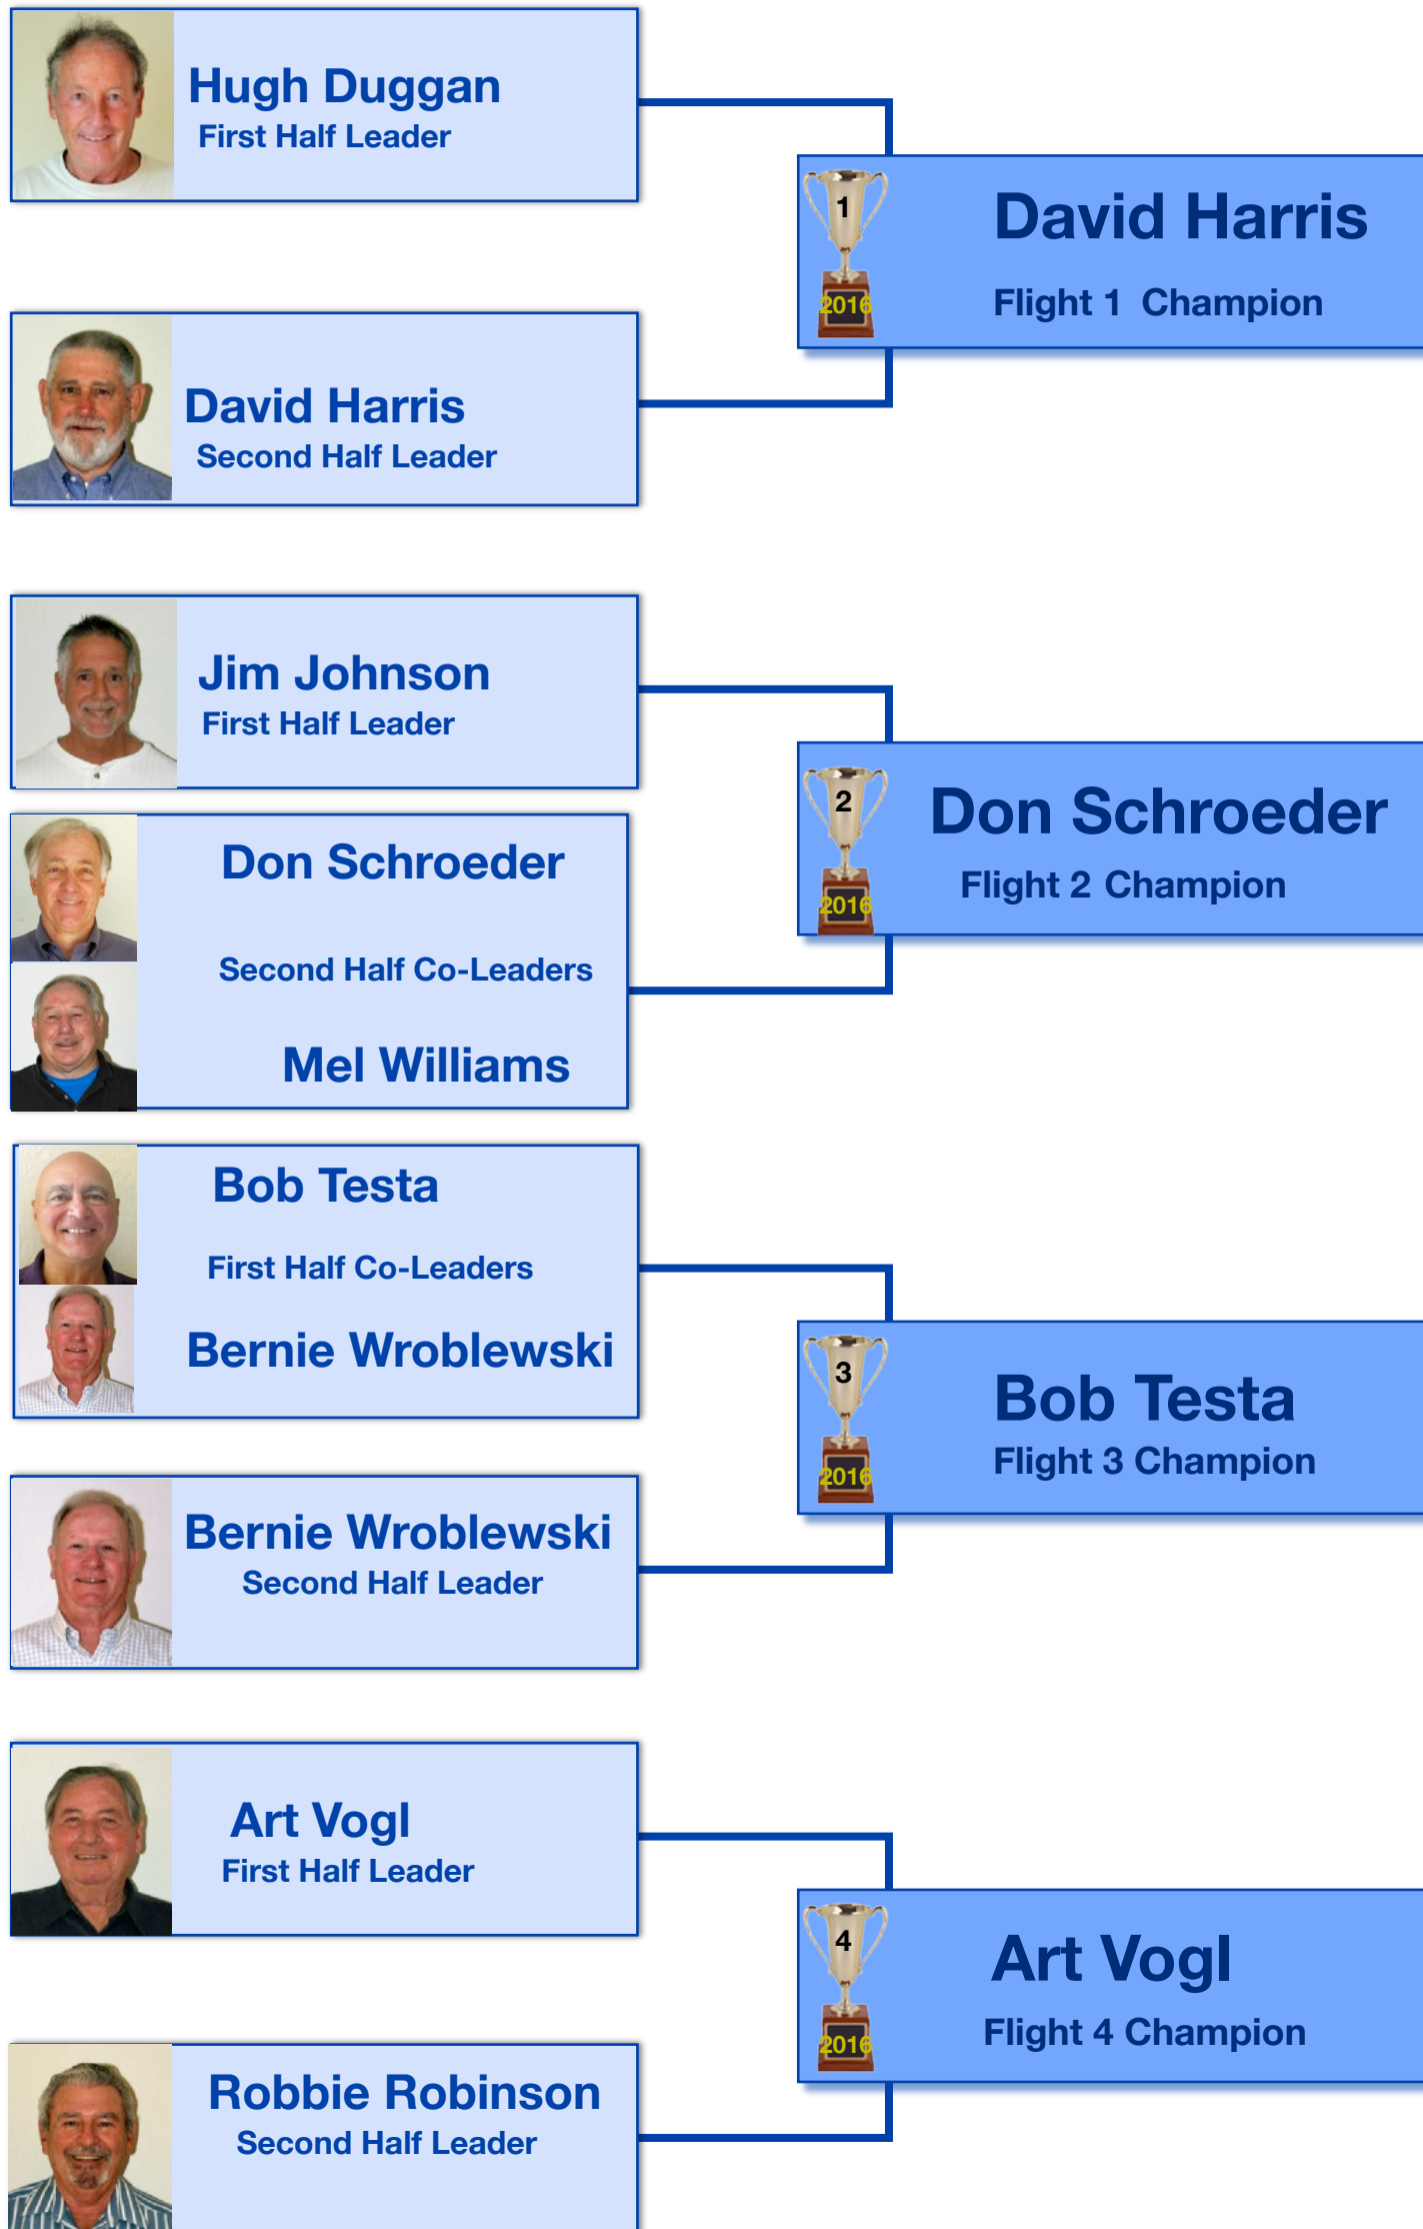 Hugh Duggan
First Half Leader
1
David Harris
2016
Flight 1 Champion
David Harris
Second Half Leader
Jim Johnson
First Half Leader
2
Don Schroeder
2016
Flight 2 Champion
Don Schroeder
Second Half Co-Leaders
Mel Williams
Bob Testa
First Half Co-Leaders
Bernie Wroblewski
3
Bob Testa
2016
Flight 3 Champion
Bernie Wroblewski
Second Half Leader
Art Vogl
First Half Leader
4
Art Vogl
2016
Flight 4 Champion
Robbie Robinson
Second Half Leader